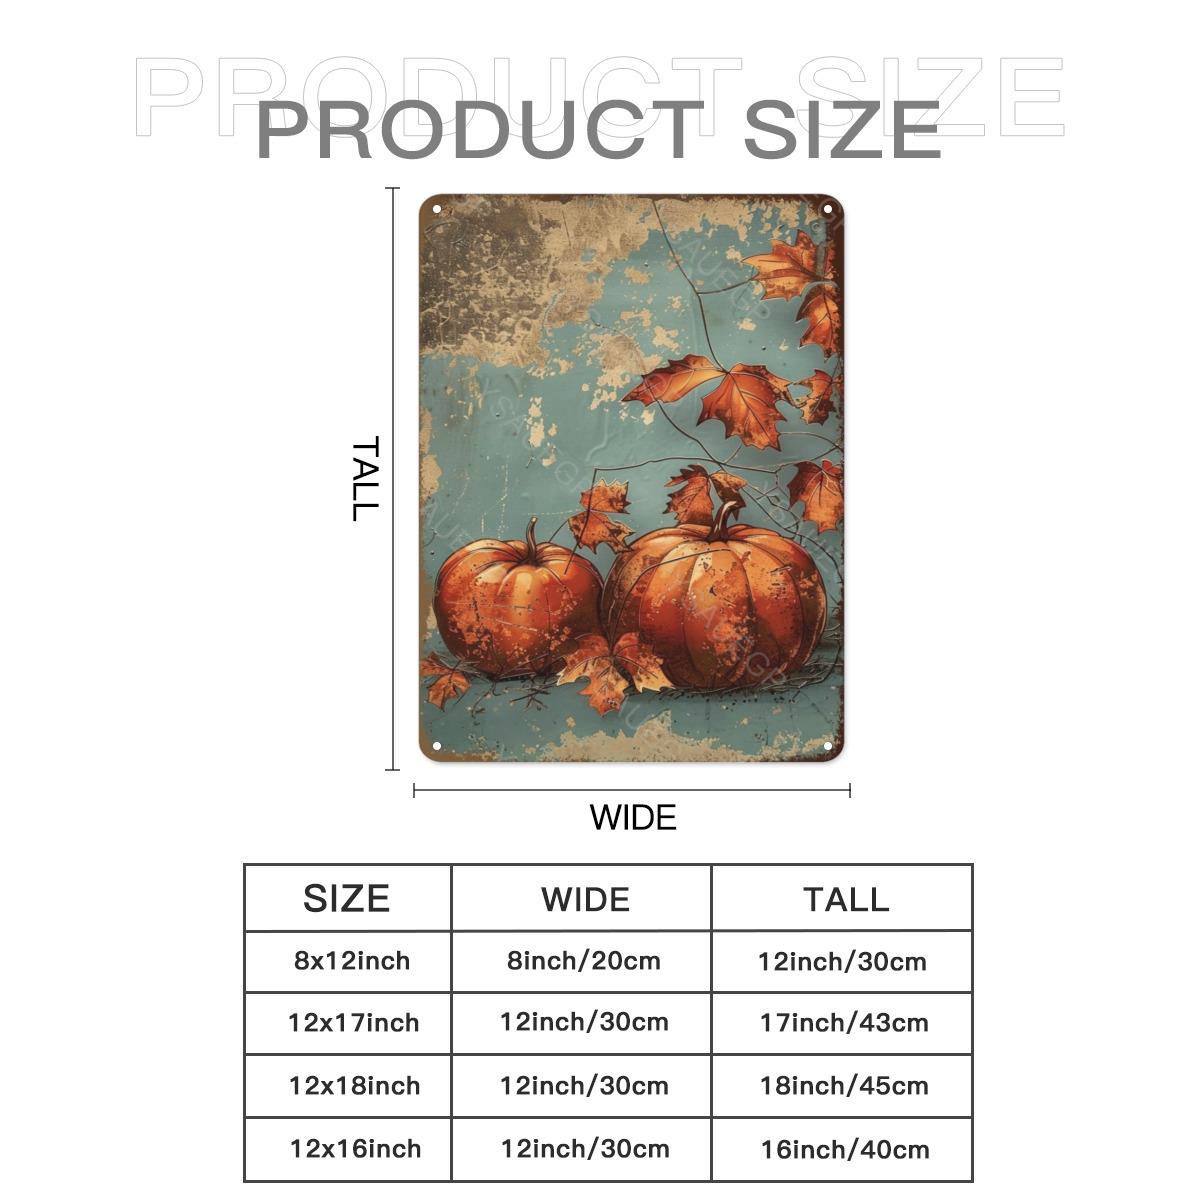 PRODUCT SIZE
PRODUCT SIZE
TALL
WIDE
SIZE WIDE TALL
8x12inch 8inch/20cm 12inch/30cm
12x17inch 12inch/30cm 17inch/43cm
12x18inch 12inch/30cm 18inch/45cm
12x16inch 12inch/30cm 16inch/40cm